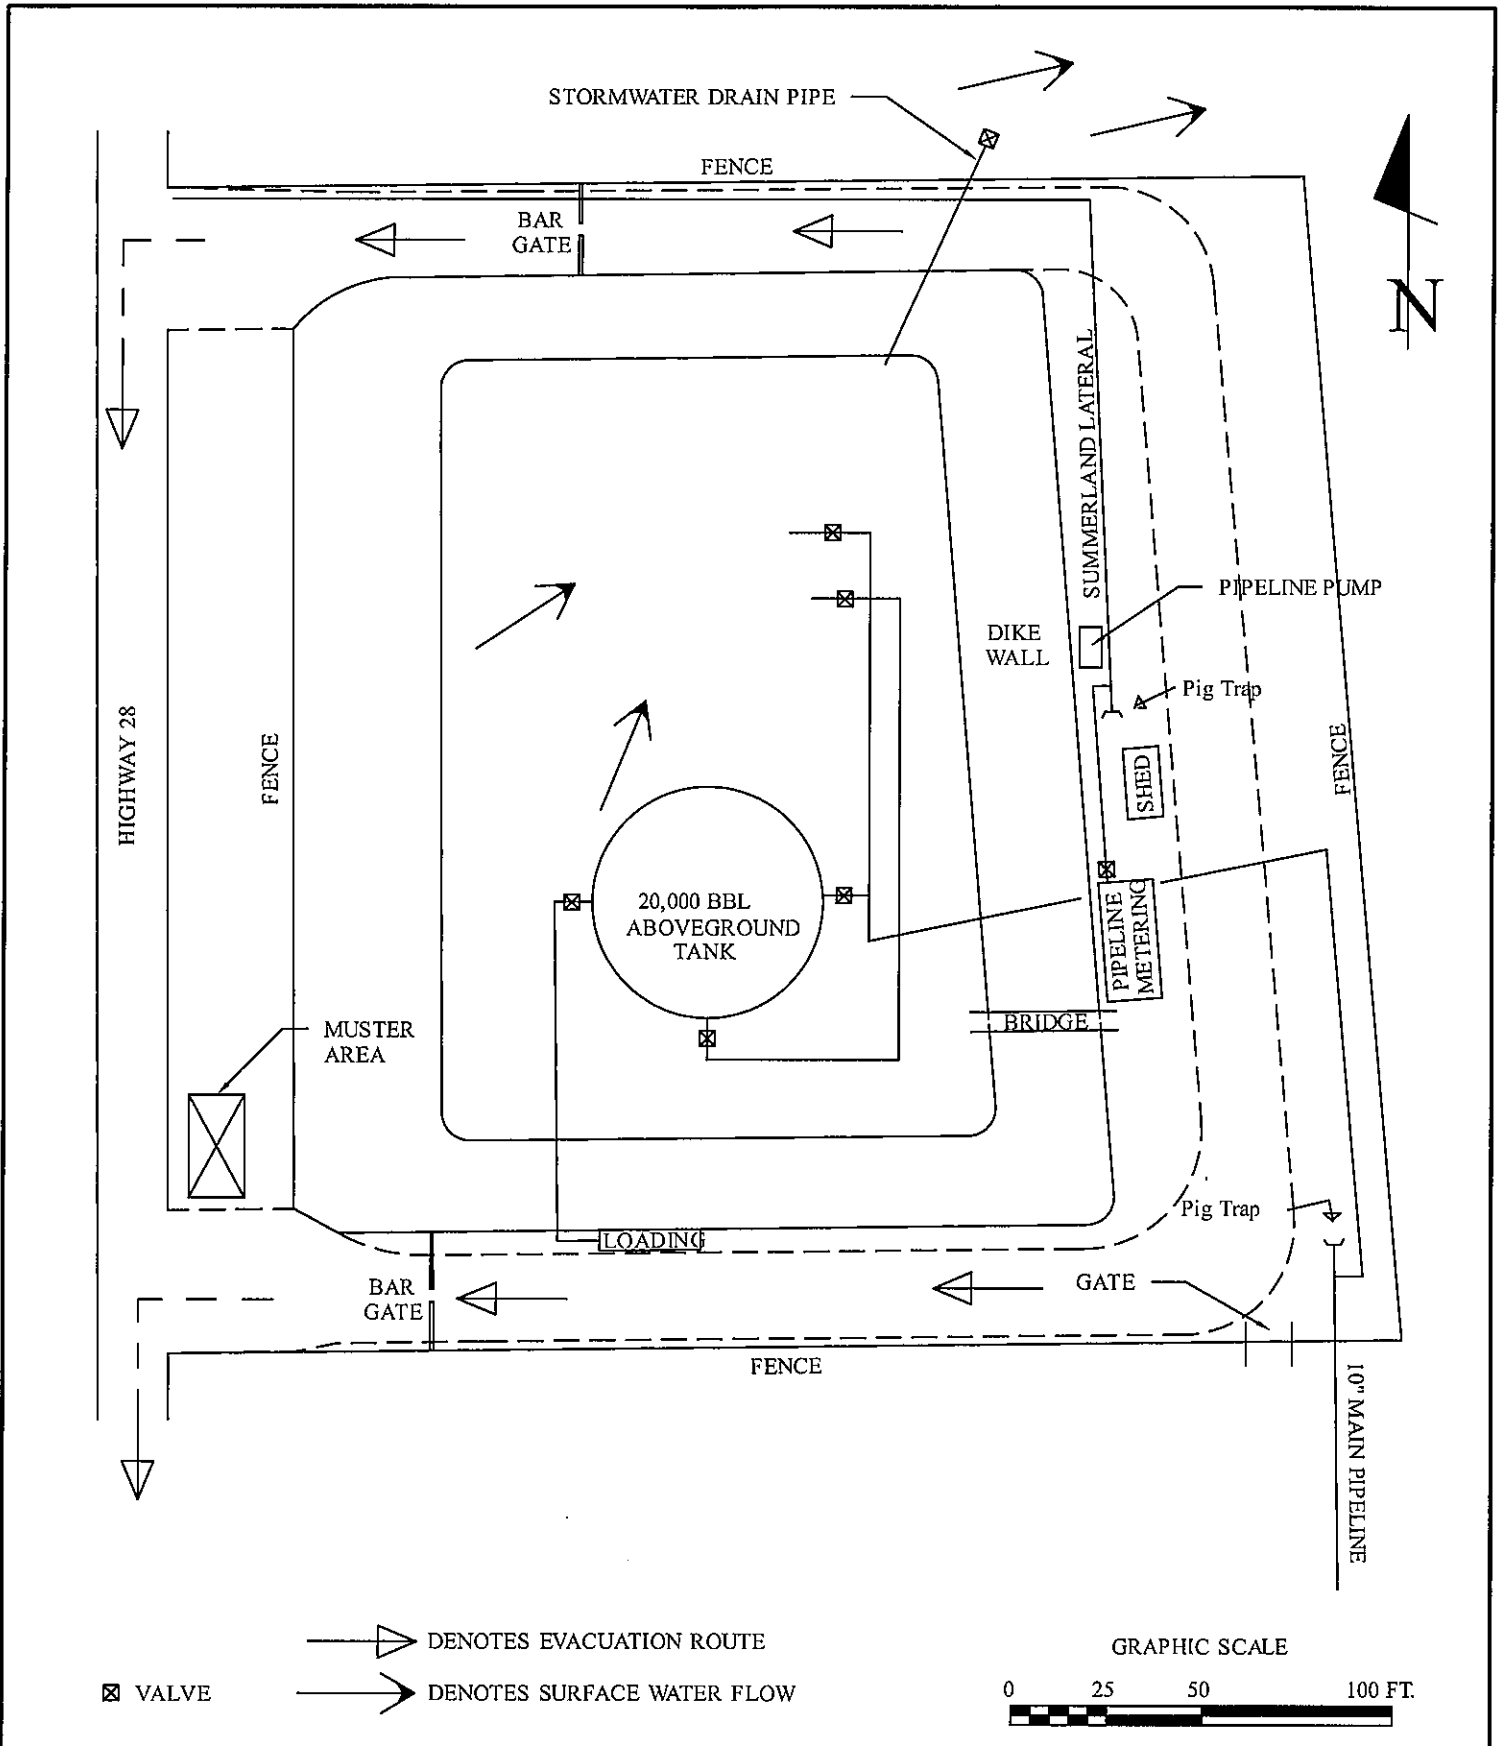 STORMWATER DRAIN PIPE
FENCE
BAR
GATE
N
SUMMERLAND LATERAL
PIPELINE PUMP
DIKE
WALL
Pig Trap
HIGHWAY 28
FENCE
SHED
FENCE
20,000 BBL
ABOVEGROUND
TANK
PIPELINE
METERING
BRIDGE
MUSTER
AREA
Pig Trap
LOADING
BAR
GATE
GATE
FENCE
10" MAIN PIPELINE
DENOTES EVACUATION ROUTE
VALVE
DENOTES SURFACE WATER FLOW
GRAPHIC SCALE
0 25 50 100 FT.